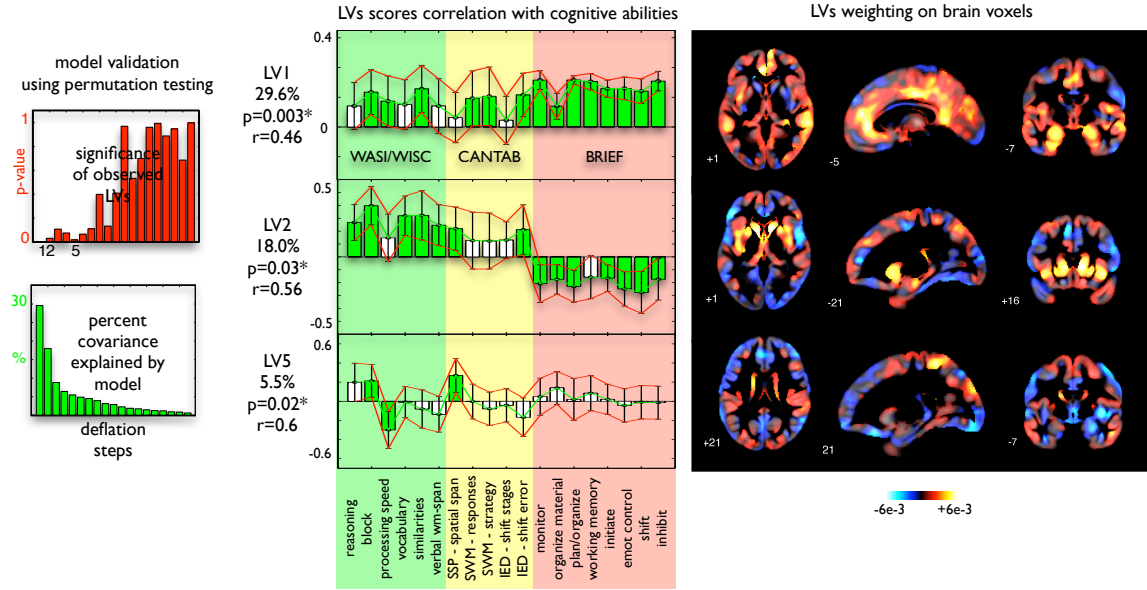 LVs scores correlation with cognitive abilities
LVs weighting on brain voxels
model validation
using permutation testing
1
p-value
0
significance
of observed
LVs
12
5
30
%
percent
covariance
explained by
model
deflation
steps
LV1
29.6%
p=0.003*
r=0.46
0.4
0
WASI/WISC
CANTAB
BRIEF
LV2
18.0%
p=0.03*
r=0.56
0.5
-0.5
LV5
5.5%
p=0.02*
r=0.6
0.6
-0.6
reasoning
block
processing speed
vocabulary
similarities
verbal wm-span
SSP - spatial span
SWM - responses
SWM - strategy
IED - shift stages
IED - shift error
monitor
organize material
plan/organize
working memory
initiate
emot control
shift
inhibit
+1
-5
-7
+1
-21
+16
+21
21
-7
-6e-3
+6e-3